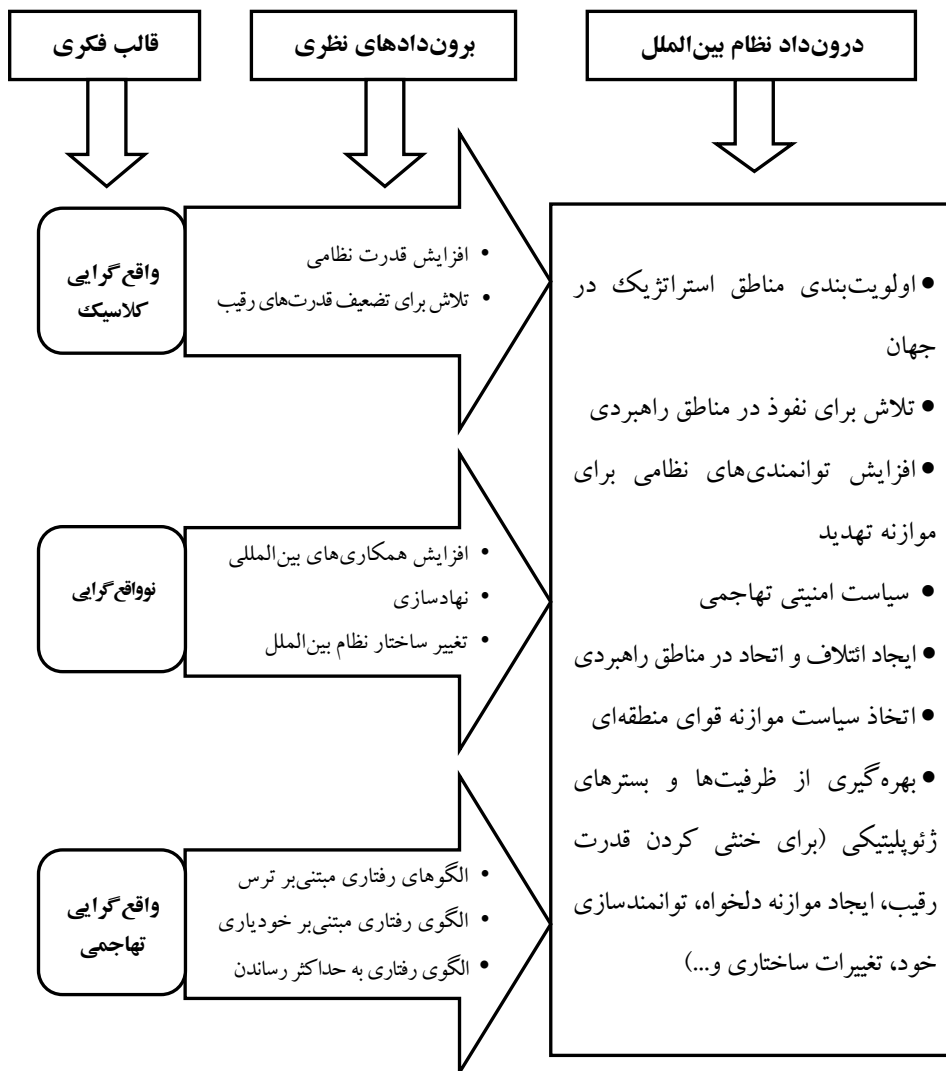 قالب فکری
برون‌دادهای نظری
درون‌داد نظام بین‌الملل
واقع‌گرایی
کلاسیک
• افزایش قدرت نظامی
• تلاش برای تضعیف قدرت‌های رقیب
نوواقع‌گرایی
• افزایش همکاری‌های بین‌المللی
• نهادسازی
• تغییر ساختار نظام بین‌الملل
واقع‌گرایی
تهاجمی
• الگوهای رفتاری مبتنی‌بر ترس
• الگوی رفتاری مبتنی‌بر خودیاری
• الگوی رفتاری به حداکثر رساندن
● اولویت‌بندی مناطق استراتژیک در
جهان
● تلاش برای نفوذ در مناطق راهبردی
● افزایش توانمندی‌های نظامی برای
موازنه تهدید
● سیاست امنیتی تهاجمی
● ایجاد ائتلاف و اتحاد در مناطق راهبردی
● اتخاذ سیاست موازنه قوای منطقه‌ای
● بهره‌گیری از ظرفیت‌ها و بسترهای
ژئوپلیتیکی (برای خنثی کردن قدرت
رقیب، ایجاد موازنه دلخواه، توانمندسازی
خود، تغییرات ساختاری و...)